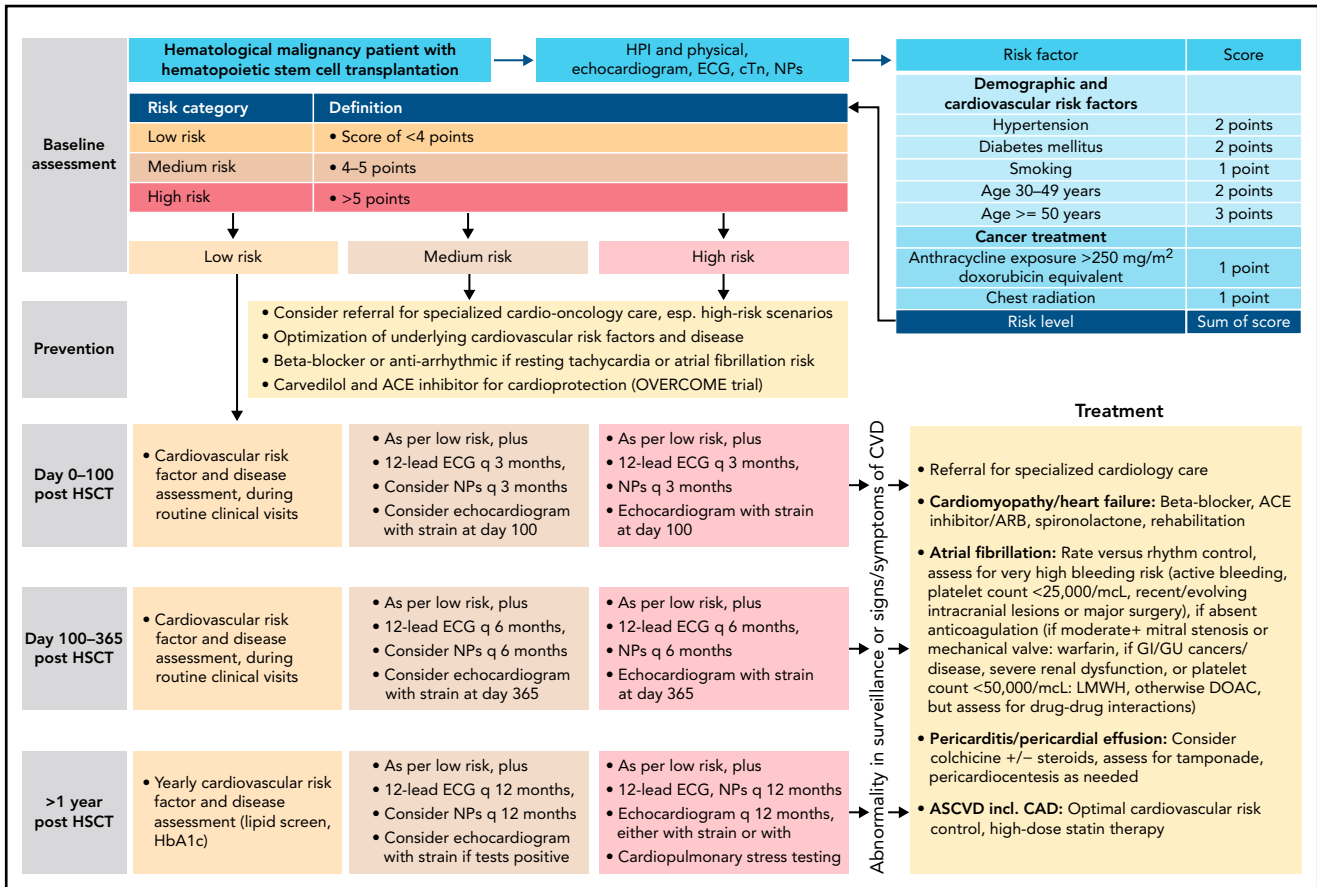 Hematological malignancy patient with
hematopoietic stem cell transplantation
HPI and physical,
echocardiogram, ECG, cTn, NPs
Risk factor
Score
Demographic and
cardiovascular risk factors
Hypertension
2 points
Diabetes mellitus
2 points
Smoking
1 point
Age 30–49 years
2 points
Age >= 50 years
3 points
Cancer treatment
Anthracycline exposure >250 mg/m²
doxorubicin equivalent
1 point
Chest radiation
1 point
Risk level
Sum of score
Baseline
assessment
Risk category
Definition
Low risk
• Score of <4 points
Medium risk
• 4–5 points
High risk
• >5 points
Low risk
Medium risk
High risk
Prevention
• Consider referral for specialized cardio-oncology care, esp. high-risk scenarios
• Optimization of underlying cardiovascular risk factors and disease
• Beta-blocker or anti-arrhythmic if resting tachycardia or atrial fibrillation risk
• Carvedilol and ACE inhibitor for cardioprotection (OVERCOME trial)
Day 0–100
post HSCT
• Cardiovascular risk
factor and disease
assessment, during
routine clinical visits
• As per low risk, plus
• 12-lead ECG q 3 months,
• Consider NPs q 3 months
• Consider echocardiogram
with strain at day 100
• As per low risk, plus
• 12-lead ECG q 3 months,
• NPs q 3 months
• Echocardiogram with strain
at day 100
Day 100–365
post HSCT
• Cardiovascular risk
factor and disease
assessment, during
routine clinical visits
• As per low risk, plus
• 12-lead ECG q 6 months,
• Consider NPs q 6 months
• Consider echocardiogram
with strain at day 365
• As per low risk, plus
• 12-lead ECG q 6 months,
• NPs q 6 months
• Echocardiogram with strain
at day 365
>1 year
post HSCT
• Yearly cardiovascular risk
factor and disease
assessment (lipid screen,
HbA1c)
• As per low risk, plus
• 12-lead ECG q 12 months,
• Consider NPs q 12 months
• Consider echocardiogram
with strain if tests positive
• As per low risk, plus
• 12-lead ECG, NPs q 12 months
• Echocardiogram q 12 months,
either with strain or with
• Cardiopulmonary stress testing
Abnormality in surveillance or signs/symptoms of CVD
Treatment
• Referral for specialized cardiology care
• Cardiomyopathy/heart failure: Beta-blocker, ACE
inhibitor/ARB, spironolactone, rehabilitation
• Atrial fibrillation: Rate versus rhythm control,
assess for very high bleeding risk (active bleeding,
platelet count <25,000/mcL, recent/evolving
intracranial lesions or major surgery), if absent
anticoagulation (if moderate+ mitral stenosis or
mechanical valve: warfarin, if GI/GU cancers/
disease, severe renal dysfunction, or platelet
count <50,000/mcL: LMWH, otherwise DOAC,
but assess for drug-drug interactions)
• Pericarditis/pericardial effusion: Consider
colchicine +/− steroids, assess for tamponade,
pericardiocentesis as needed
• ASCVD incl. CAD: Optimal cardiovascular risk
control, high-dose statin therapy